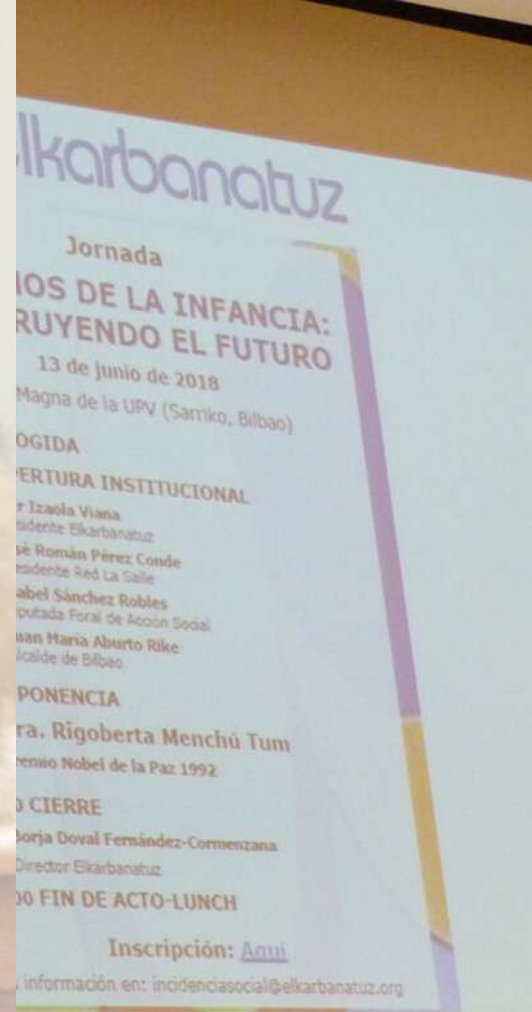 lkarbanatuz
Jornada
IOS DE LA INFANCIA:
RUYENDO EL FUTURO
13 de junio de 2018
Magna de la UPV (Sarriko, Bilbao)
OGIDA
ERTURA INSTITUCIONAL
r Izaola Viana
sidente Elkarbanatuz
sé Román Pérez Conde
esidente Red La Salle
abel Sánchez Robles
putada Foral de Acción Social
uan María Aburto Rike
lcalde de Bilbao
PONENCIA
ra. Rigoberta Menchú Tum
remio Nobel de la Paz 1992
CIERRE
Borja Doval Fernández-Cormenzana
Director Elkarbanatuz
00 FIN DE ACTO-LUNCH
Inscripción: Aquí
información en: incidenciasocial@elkarbanatuz.org